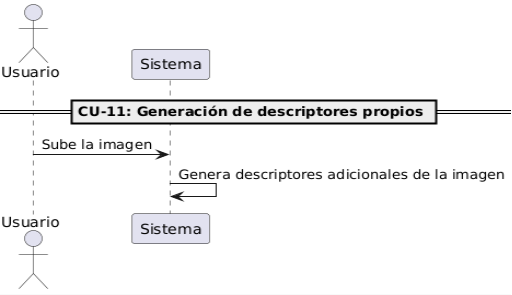 Usuario
Sistema
CU-11: Generación de descriptores propios
Sube la imagen
Genera descriptores adicionales de la imagen
Usuario
Sistema